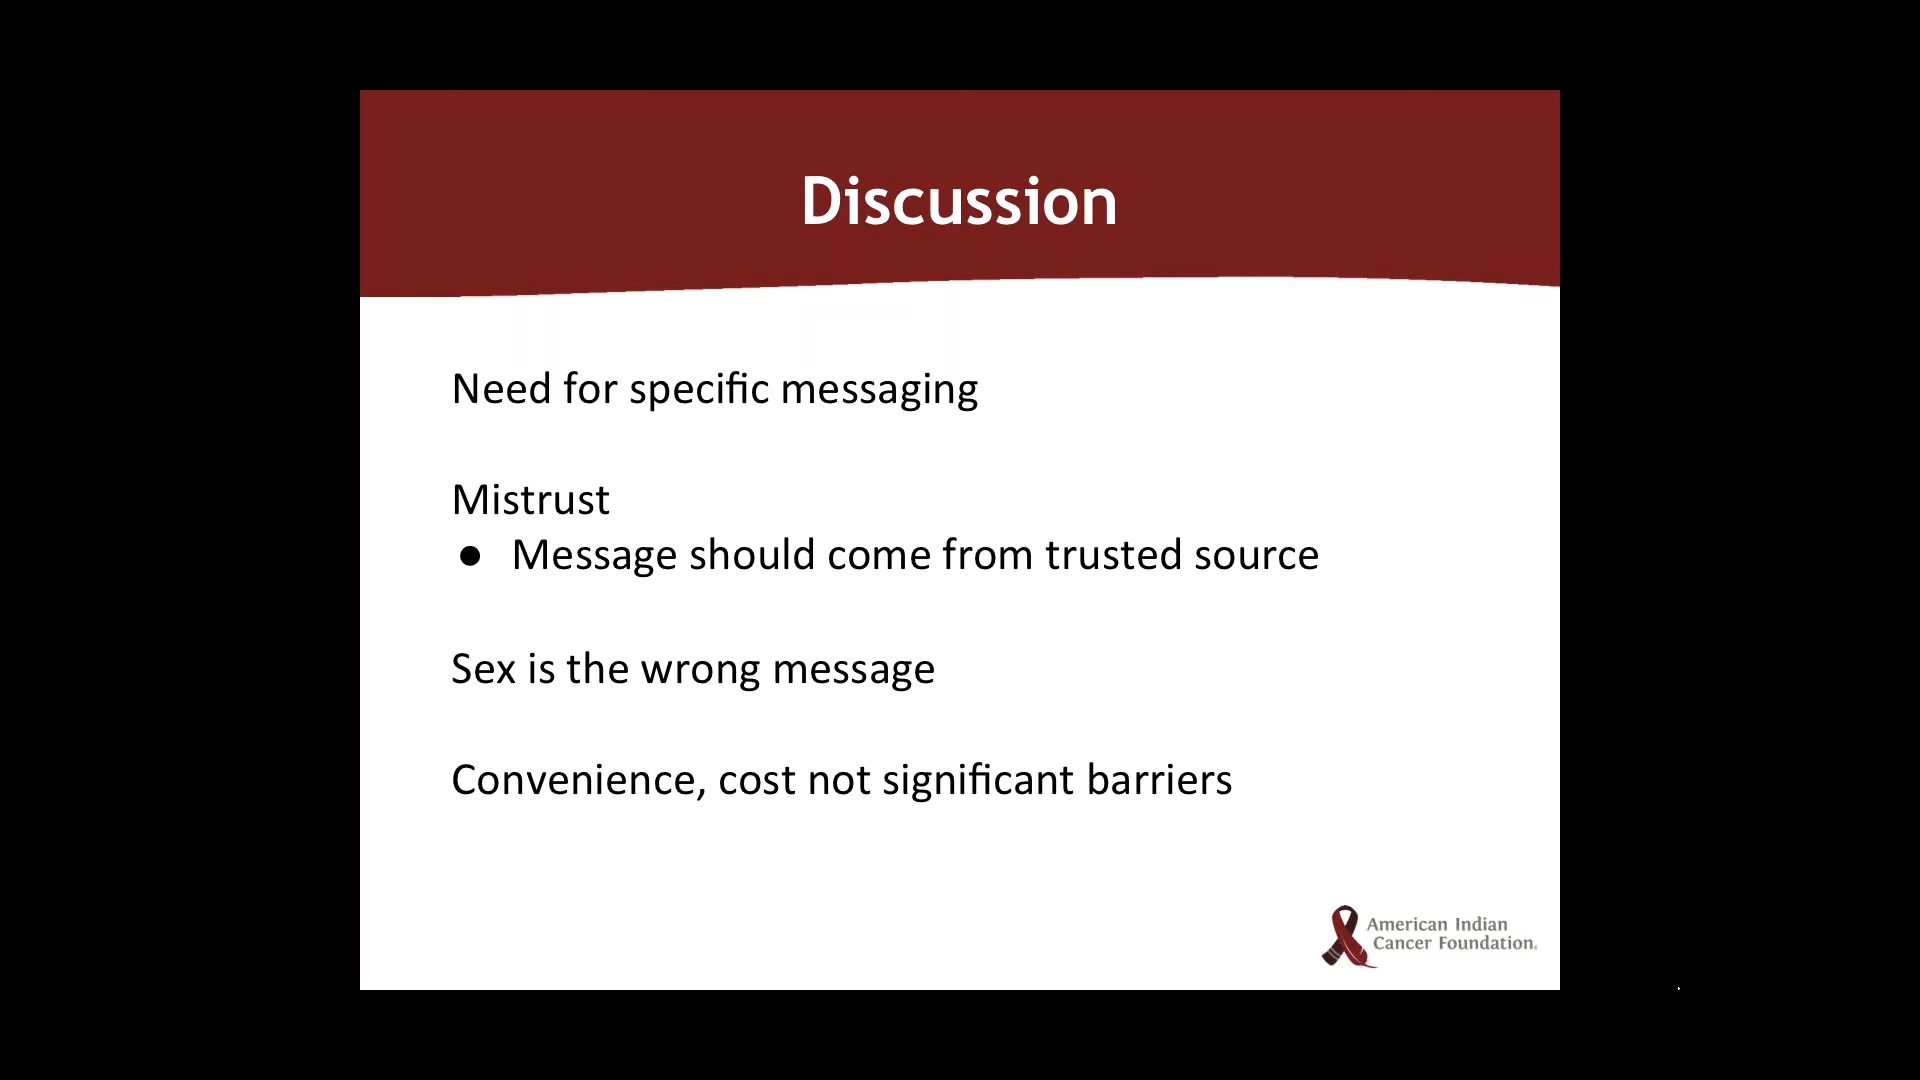 Discussion
Need for specific messaging
Mistrust
● Message should come from trusted source
Sex is the wrong message
Convenience, cost not significant barriers
American Indian
Cancer Foundation.